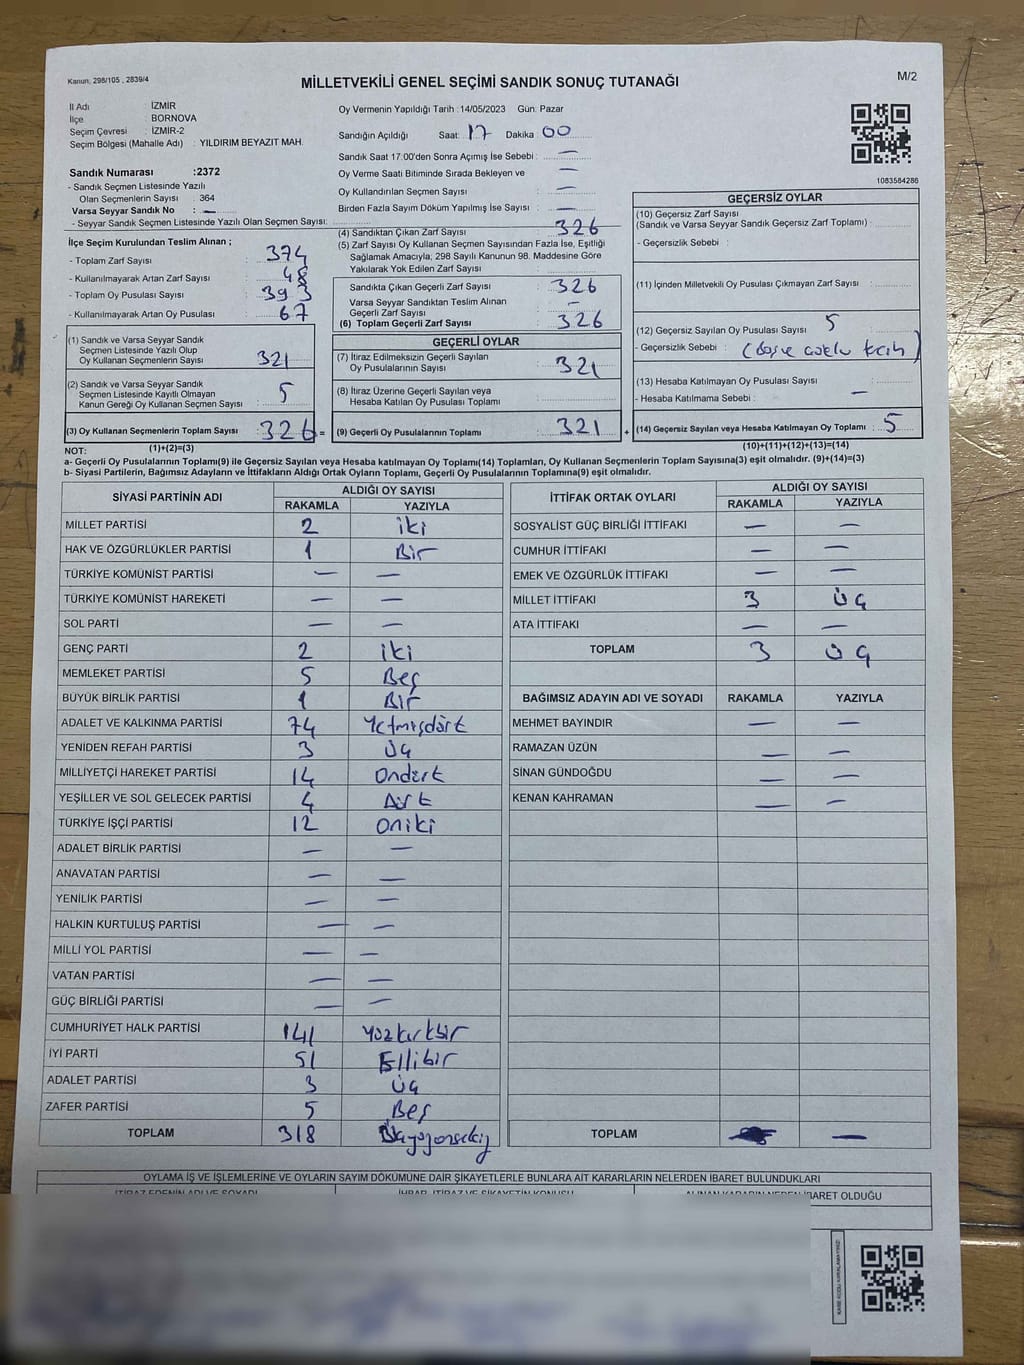 Kanun, 298/105 , 2839/4
MİLLETVEKİLİ GENEL SEÇİMİ SANDIK SONUÇ TUTANAĞI
M/2
İl Adı : İZMİR
İlçe : BORNOVA
Seçim Çevresi : İZMİR-2
Seçim Bölgesi (Mahalle Adı) : YILDIRIM BEYAZIT MAH.
Oy Vermenin Yapıldığı Tarih :14/05/2023 Gün: Pazar
Sandığın Açıldığı Saat: 17 Dakika 00
Sandık Saat 17:00'den Sonra Açımış İse Sebebi : —
Oy Verme Saati Bitiminde Sırada Bekleyen ve —
Oy Kullandırılan Seçmen Sayısı : —
Birden Fazla Sayım Döküm Yapılmış İse Sayısı : —
1083584286
Sandık Numarası :2372
- Sandık Seçmen Listesinde Yazılı
Olan Seçmenlerin Sayısı : 364
Varsa Seyyar Sandık No : —
- Seyyar Seçmen Listesinde Yazılı Olan Seçmen Sayısı:
İlçe Seçim Kurulundan Teslim Alınan ;
- Toplam Zarf Sayısı : 374
- Kullanılmayarak Artan Zarf Sayısı : 48
- Toplam Oy Pusulası Sayısı : 393
- Kullanılmayarak Artan Oy Pusulası : 67
(1) Sandık ve Varsa Seyyar Sandık
Seçmen Listesinde Yazılı Olup
Oy Kullanan Seçmenlerin Sayısı : 321
(2) Sandık ve Varsa Seyyar Sandık
Seçmen Listesinde Kayıtlı Olmayan
Kanun Gereği Oy Kullanan Seçmen Sayısı : 5
(3) Oy Kullanan Seçmenlerin Toplam Sayısı : 326 =
(1)+(2)=(3)
(4) Sandıktan Çıkan Zarf Sayısı : 326
(5) Zarf Sayısı Oy Kullanan Seçmen Sayısından Fazla İse, Eşitliği
Sağlamak Amacıyla, 298 Sayılı Kanunun 98. Maddesine Göre
Yakılarak Yok Edilen Zarf Sayısı :
Sandıkta Çıkan Geçerli Zarf Sayısı : 326
Varsa Seyyar Sandıktan Teslim Alınan
Geçerli Zarf Sayısı : —
(6) Toplam Geçerli Zarf Sayısı : 326
GEÇERLİ OYLAR
(7) İtiraz Edilmeksizin Geçerli Sayılan
Oy Pusulalarının Sayısı : 321
(8) İtiraz Üzerine Geçerli Sayılan veya
Hesaba Katılan Oy Pusulası Toplamı :
(9) Geçerli Oy Pusulalarının Toplamı : 321 +
GEÇERSİZ OYLAR
(10) Geçersiz Zarf Sayısı
(Sandık ve Varsa Seyyar Sandık Geçersiz Zarf Toplamı) :
- Geçersizlik Sebebi :
(11) İçinden Milletvekili Oy Pusulası Çıkmayan Zarf Sayısı :
(12) Geçersiz Sayılan Oy Pusulası Sayısı : 5
- Geçersizlik Sebebi :
(13) Hesaba Katılmayan Oy Pusulası Sayısı :
- Hesaba Katılmama Sebebi : —
(14) Geçersiz Sayılan veya Hesaba Katılmayan Oy Toplamı : 5
(10)+(11)+(12)+(13)=(14)
NOT:
a- Geçerli Oy Pusulalarının Toplamı(9) ile Geçersiz Sayılan veya Hesaba katılmayan Oy Toplamı(14) Toplamları, Oy Kullanan Seçmenlerin Toplam Sayısına(3) eşit olmalıdır. (9)+(14)=(3)
b- Siyasi Partilerin, Bağımsız Adayların ve İttifakların Aldığı Oyların Toplamı, Geçerli Oy Pusulalarının Toplamına(9) eşit olmalıdır.
SİYASİ PARTİNİN ADI ALDIĞI OY SAYISI
RAKAMLA YAZIYLA
MİLLET PARTİSİ 2 iki
HAK VE ÖZGÜRLÜKLER PARTİSİ 1 Bir
TÜRKİYE KOMÜNİST PARTİSİ — —
TÜRKİYE KOMÜNİST HAREKETİ — —
SOL PARTİ — —
GENÇ PARTİ 2 iki
MEMLEKET PARTİSİ 5 Beş
BÜYÜK BİRLİK PARTİSİ 1 Bir
ADALET VE KALKINMA PARTİSİ 74 Yetmişdört
YENİDEN REFAH PARTİSİ 3 Üç
MİLLİYETÇİ HAREKET PARTİSİ 14 Ondört
YEŞİLLER VE SOL GELECEK PARTİSİ 4 Dört
TÜRKİYE İŞÇİ PARTİSİ 12 Oniki
ADALET BİRLİK PARTİSİ — —
ANAVATAN PARTİSİ — —
YENİLİK PARTİSİ — —
HALKIN KURTULUŞ PARTİSİ — —
MİLLİ YOL PARTİSİ — —
VATAN PARTİSİ — —
GÜÇ BİRLİĞİ PARTİSİ — —
CUMHURİYET HALK PARTİSİ 141 Yüzkırkbir
İYİ PARTİ 51 Ellibir
ADALET PARTİSİ 3 Üç
ZAFER PARTİSİ 5 Beş
TOPLAM 318
İTTİFAK ORTAK OYLARI ALDIĞI OY SAYISI
RAKAMLA YAZIYLA
SOSYALİST GÜÇ BİRLİĞİ İTTİFAKI — —
CUMHUR İTTİFAKI — —
EMEK VE ÖZGÜRLÜK İTTİFAKI — —
MİLLET İTTİFAKI 3 Üç
ATA İTTİFAKI — —
TOPLAM 3 Üç
BAĞIMSIZ ADAYIN ADI VE SOYADI RAKAMLA YAZIYLA
MEHMET BAYINDIR — —
RAMAZAN ÜZÜN — —
SİNAN GÜNDOĞDU — —
KENAN KAHRAMAN — —
TOPLAM —
OYLAMA İŞ VE İŞLEMLERİNE VE OYLARIN SAYIM DÖKÜMÜNE DAİR ŞİKAYETLERLE BUNLARA AİT KARARLARIN NELERDEN İBARET BULUNDUKLARI
İTİRAZ EDENİN ADI VE SOYADI İHBAR, İTİRAZ VE ŞİKAYETİN KONUSU ALINAN KARARIN NEDEN İBARET OLDUĞU